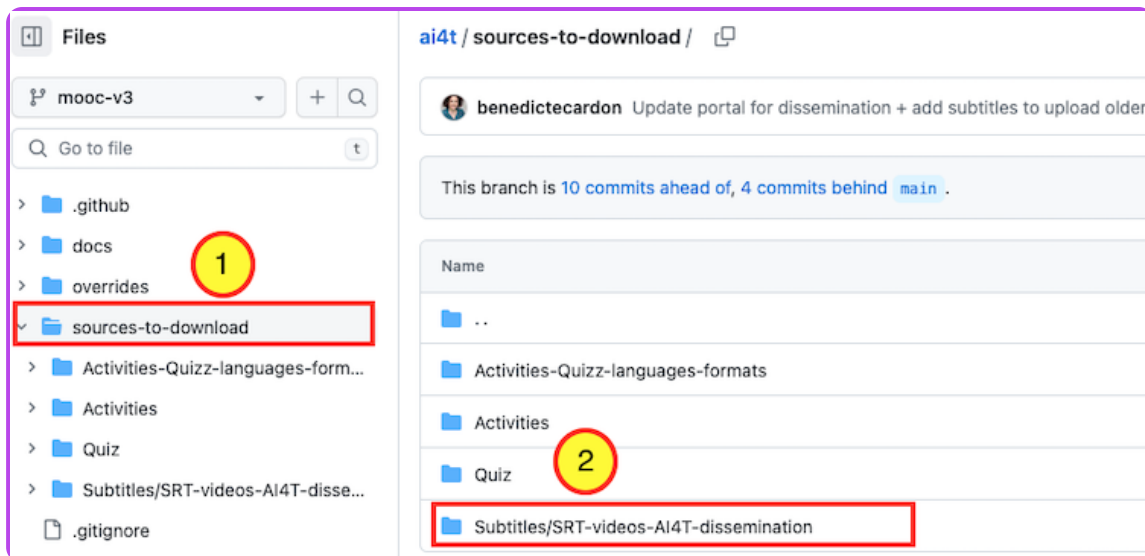 Files
mooc-v3
Go to file
t
.github
docs
1
overrides
sources-to-download
Activities-Quizz-languages-form...
Activities
Quiz
Subtitles/SRT-videos-AI4T-disse...
.gitignore
ai4t / sources-to-download /
benedictecardon Update portal for dissemination + add subtitles to upload older
This branch is 10 commits ahead of, 4 commits behind main .
Name
..
Activities-Quizz-languages-formats
Activities
Quiz
2
Subtitles/SRT-videos-AI4T-dissemination